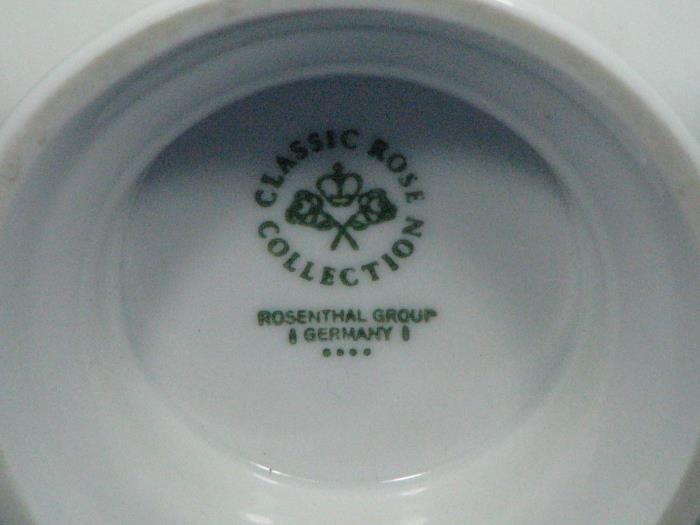 CLASSIC ROSE
COLLECTION
ROSENTHAL GROUP
GERMANY